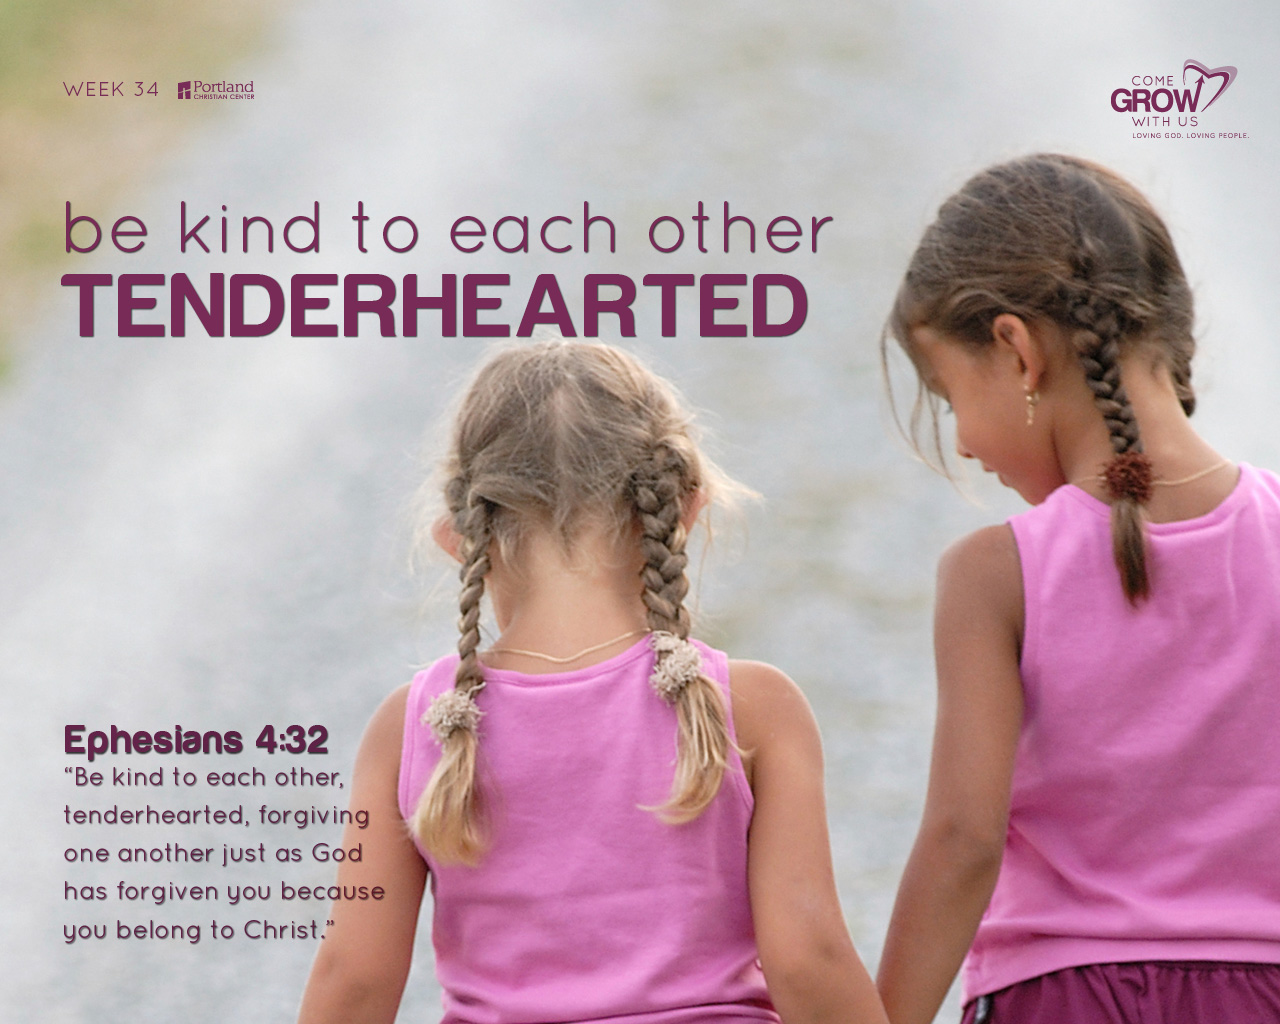 WEEK 34
Portland
CHRISTIAN CENTER
COME
GROW
WITH US
LOVING GOD. LOVING PEOPLE.
be kind to each other
TENDERHEARTED
Ephesians 4:32
“Be kind to each other,
tenderhearted, forgiving
one another just as God
has forgiven you because
you belong to Christ.”